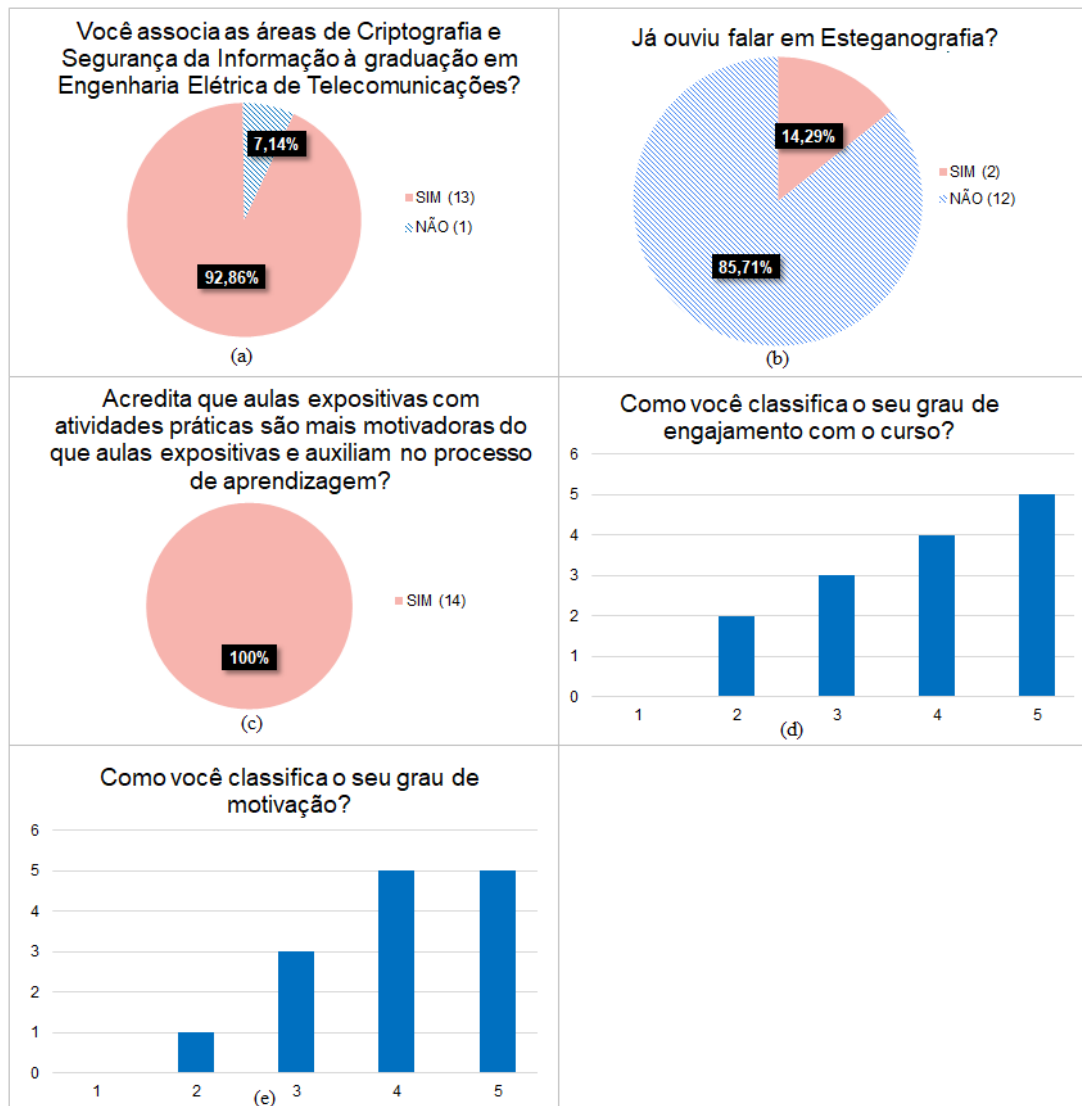 Você associa as áreas de Criptografia e
Segurança da Informação à graduação em
Engenharia Elétrica de Telecomunicações?
7,14%
SIM (13)
NÃO (1)
92,86%
(a)
Já ouviu falar em Esteganografia?
14,29%
SIM (2)
NÃO (12)
85,71%
(b)
Acredita que aulas expositivas com
atividades práticas são mais motivadoras do
que aulas expositivas e auxiliam no processo
de aprendizagem?
SIM (14)
100%
(c)
Como você classifica o seu grau de
engajamento com o curso?
6
5
4
3
2
1
0
1 2 3 4 5
(d)
Como você classifica o seu grau de
motivação?
6
5
4
3
2
1
0
1 2 3 4 5
(e)